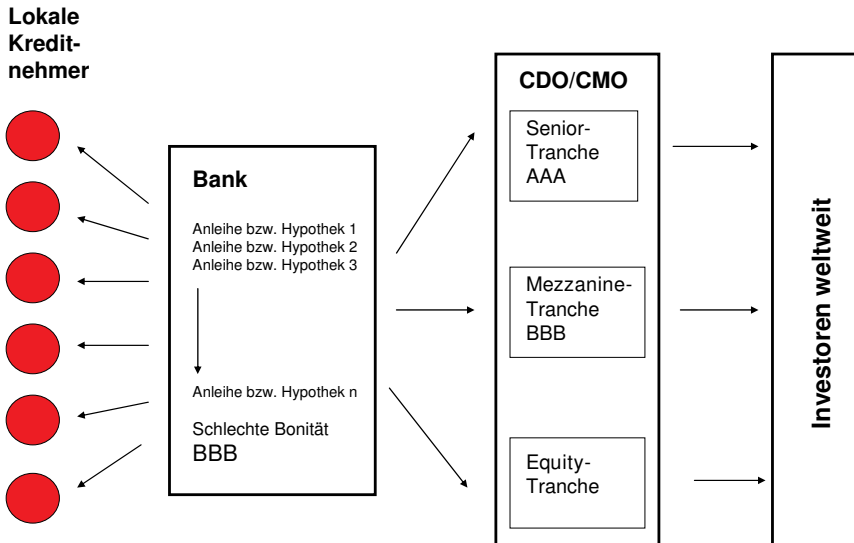 Lokale
Kredit-
nehmer
Bank
Anleihe bzw. Hypothek 1
Anleihe bzw. Hypothek 2
Anleihe bzw. Hypothek 3
Anleihe bzw. Hypothek n
Schlechte Bonität
BBB
CDO/CMO
Senior-
Tranche
AAA
Mezzanine-
Tranche
BBB
Equity-
Tranche
Investoren weltweit